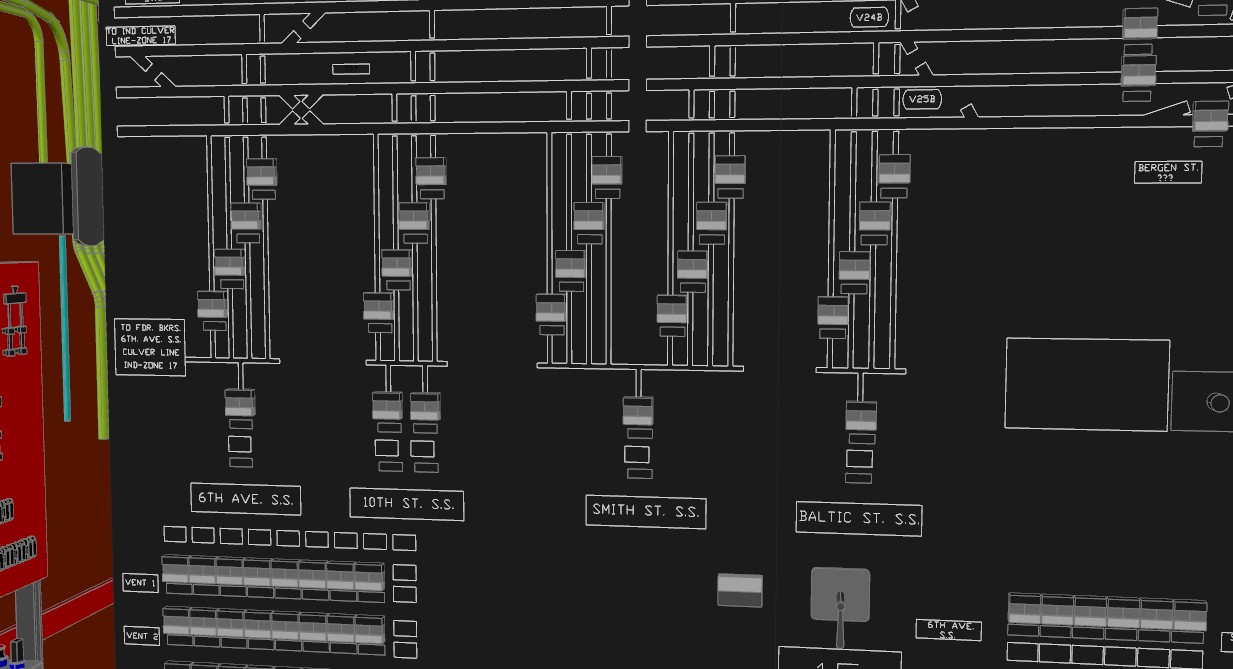 TO IND CULVER
LINE-ZONE 17
V24B
V25B
BERGEN ST.
???
TO FDR. BKRS.
6TH. AVE. S.S.
CULVER LINE
IND-ZONE 17
6TH AVE. S.S.
10TH ST. S.S.
SMITH ST. S.S.
BALTIC ST. S.S.
VENT 1
VENT 2
6TH AVE.
S.S.